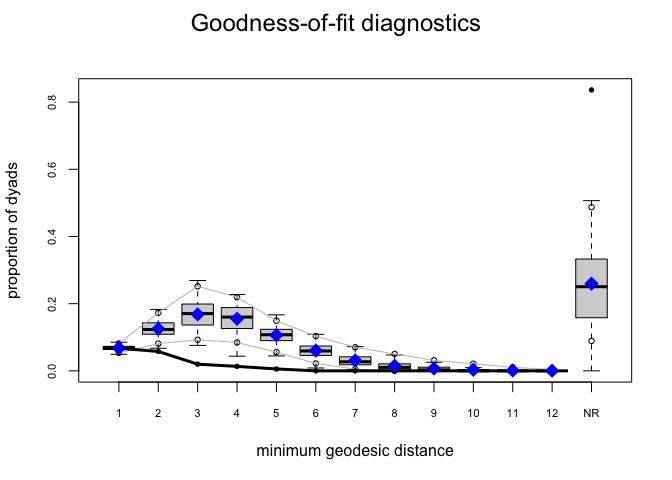 Goodness-of-fit diagnostics
proportion of dyads
0.8
0.6
0.4
0.2
0.0
1 2 3 4 5 6 7 8 9 10 11 12 NR
minimum geodesic distance